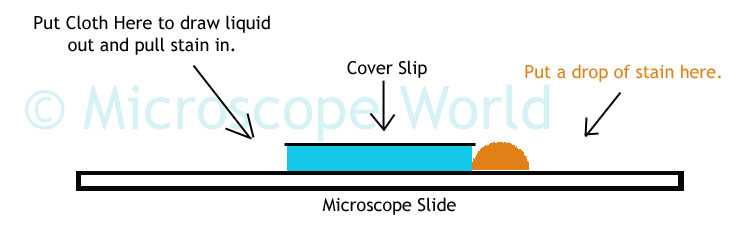 Put Cloth Here to draw liquid
out and pull stain in.
Cover Slip
Put a drop of stain here.
© Microscope World
Microscope Slide